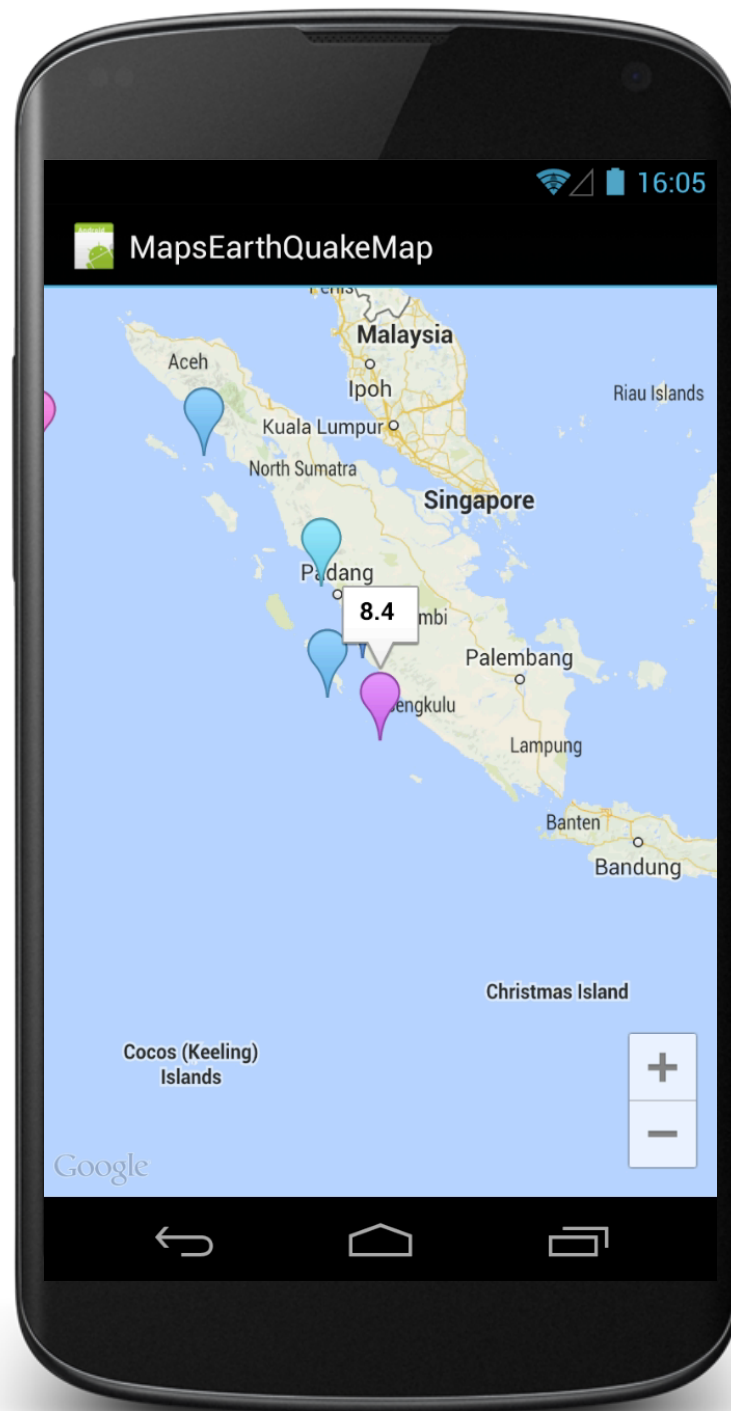 16:05
MapsEarthQuakeMap
Malaysia
Aceh
Ipoh
Riau Islands
Kuala Lumpur
North Sumatra
Singapore
Padang
8.4
Palembang
Lampung
Banten
Bandung
Christmas Island
Cocos (Keeling)
Islands
+
−
Google